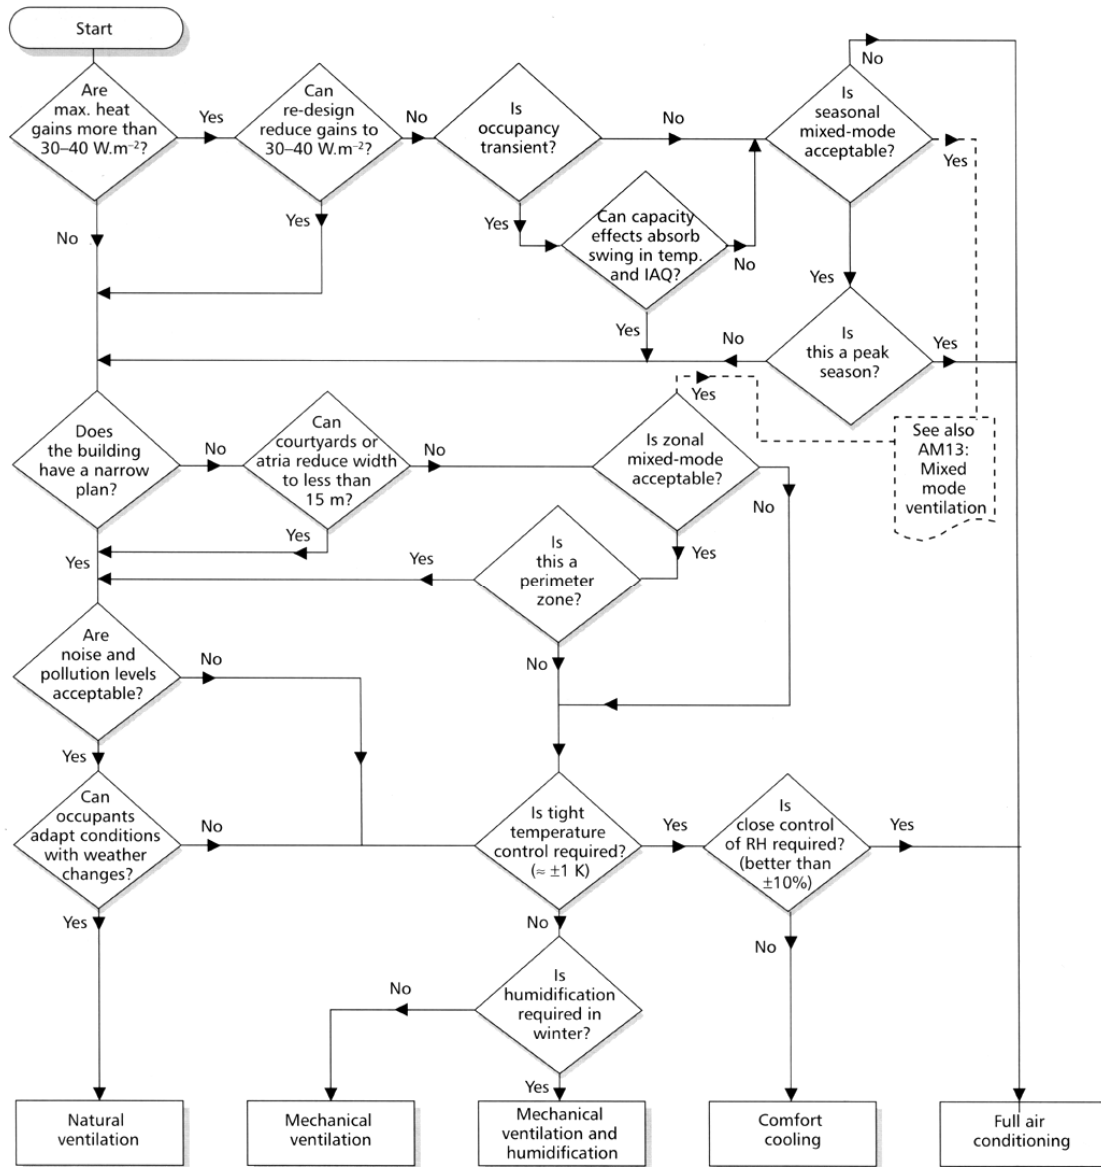 Start
Are
max. heat
gains more than
30–40 W.m⁻²?
Yes
No
Can
re-design
reduce gains to
30–40 W.m⁻²?
No
Yes
Is
occupancy
transient?
No
Yes
Can capacity
effects absorb
swing in temp.
and IAQ?
No
Yes
Is
seasonal
mixed-mode
acceptable?
No
Yes
Yes
Is
this a peak
season?
No
Yes
Does
the building
have a narrow
plan?
No
Yes
Can
courtyards or
atria reduce width
to less than
15 m?
No
Yes
Is zonal
mixed-mode
acceptable?
Yes
No
Yes
See also
AM13:
Mixed
mode
ventilation
Is
this a
perimeter
zone?
Yes
No
Are
noise and
pollution levels
acceptable?
No
Yes
Can
occupants
adapt conditions
with weather
changes?
No
Yes
Is tight
temperature
control required?
(≈ ±1 K)
Yes
No
Is
close control
of RH required?
(better than
±10%)
Yes
No
Is
humidification
required in
winter?
No
Yes
Natural
ventilation
Mechanical
ventilation
Mechanical
ventilation and
humidification
Comfort
cooling
Full air
conditioning